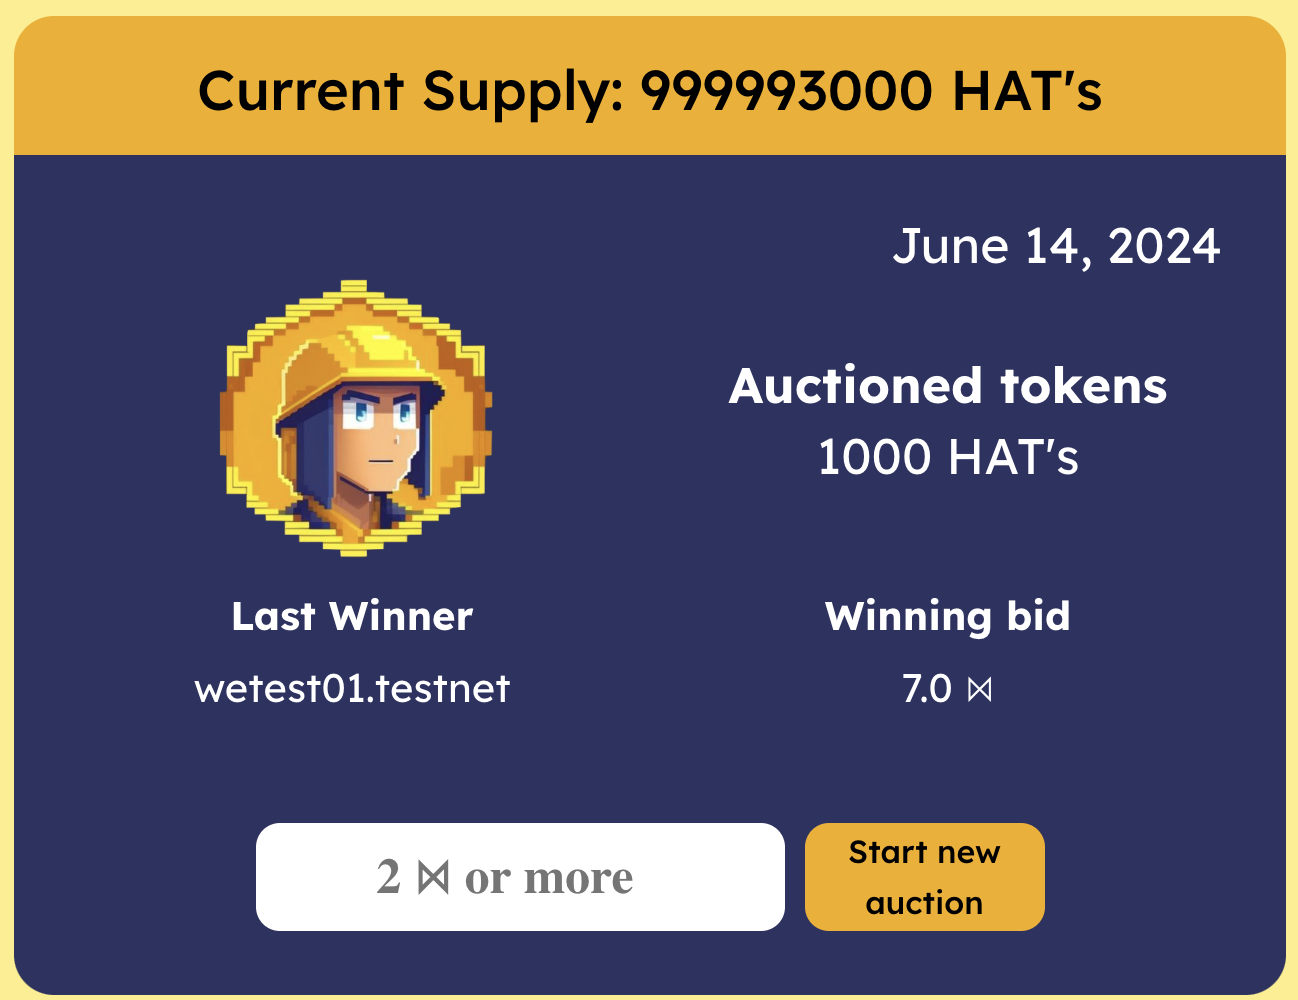 Current Supply: 999993000 HAT's
June 14, 2024
Auctioned tokens
1000 HAT's
Last Winner
wetest01.testnet
Winning bid
7.0 ⋈
2 ⋈ or more
Start new
auction